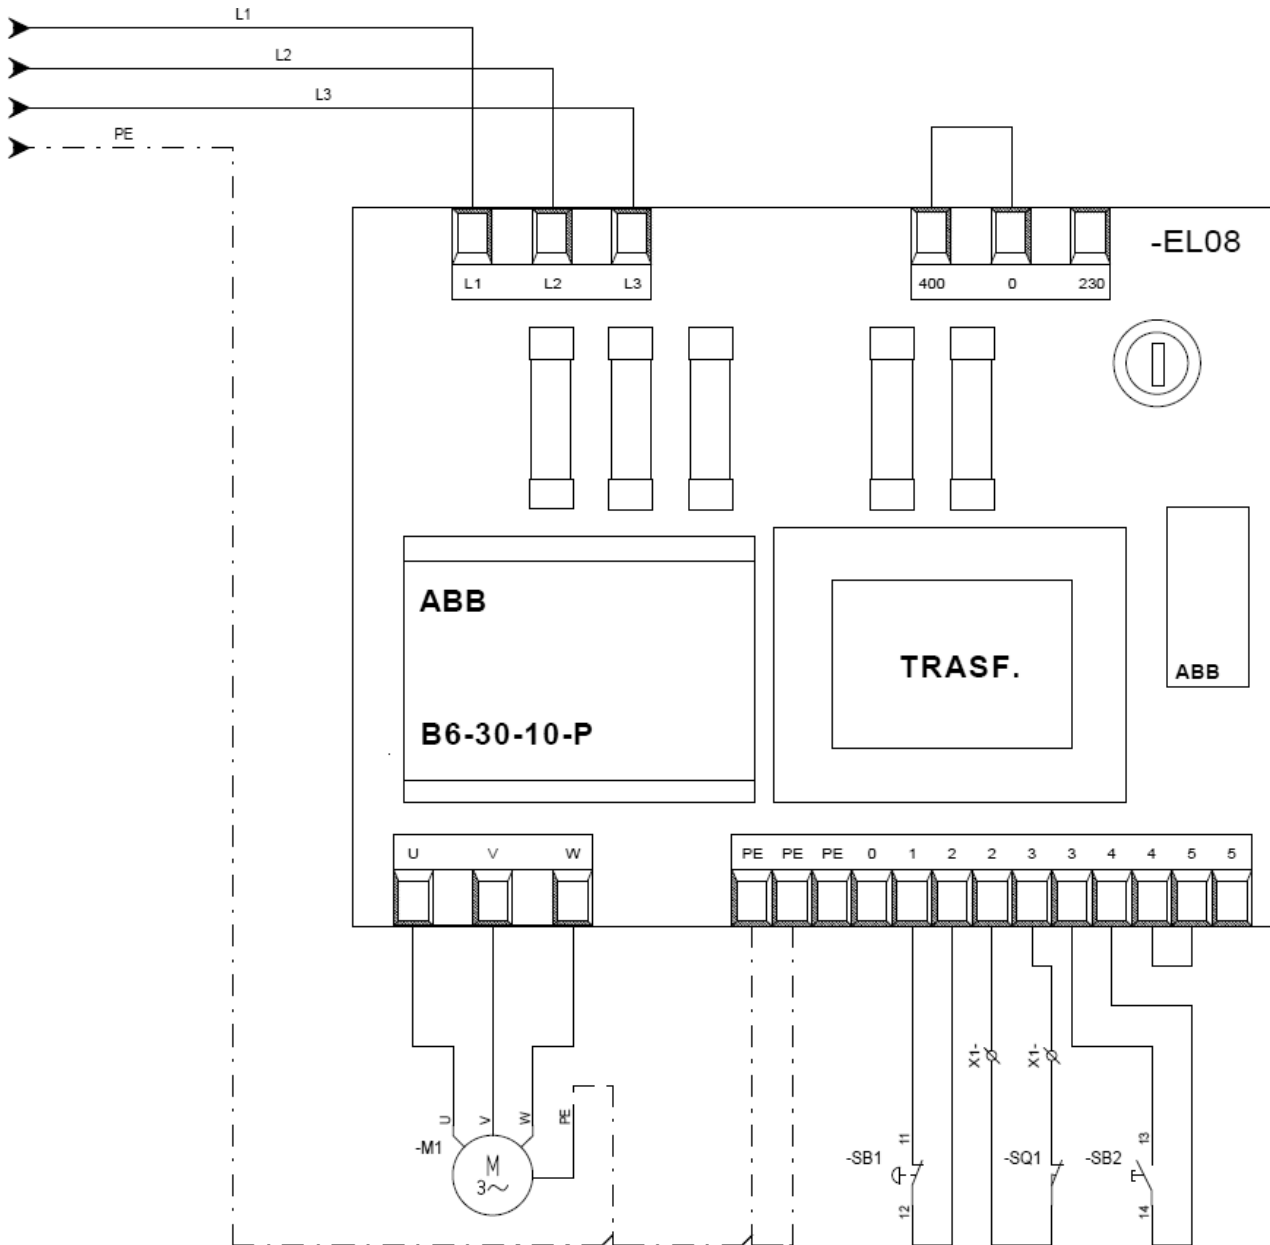 L1
L2
L3
PE
-EL08
L1 L2 L3
400 0 230
ABB
B6-30-10-P
TRASF.
ABB
U V W
PE PE PE 0 1 2 2 3 3 4 4 5 5
X1- X1-
U V W PE
-M1
M
3~
11
-SB1
12
-SQ1
13
-SB2
14